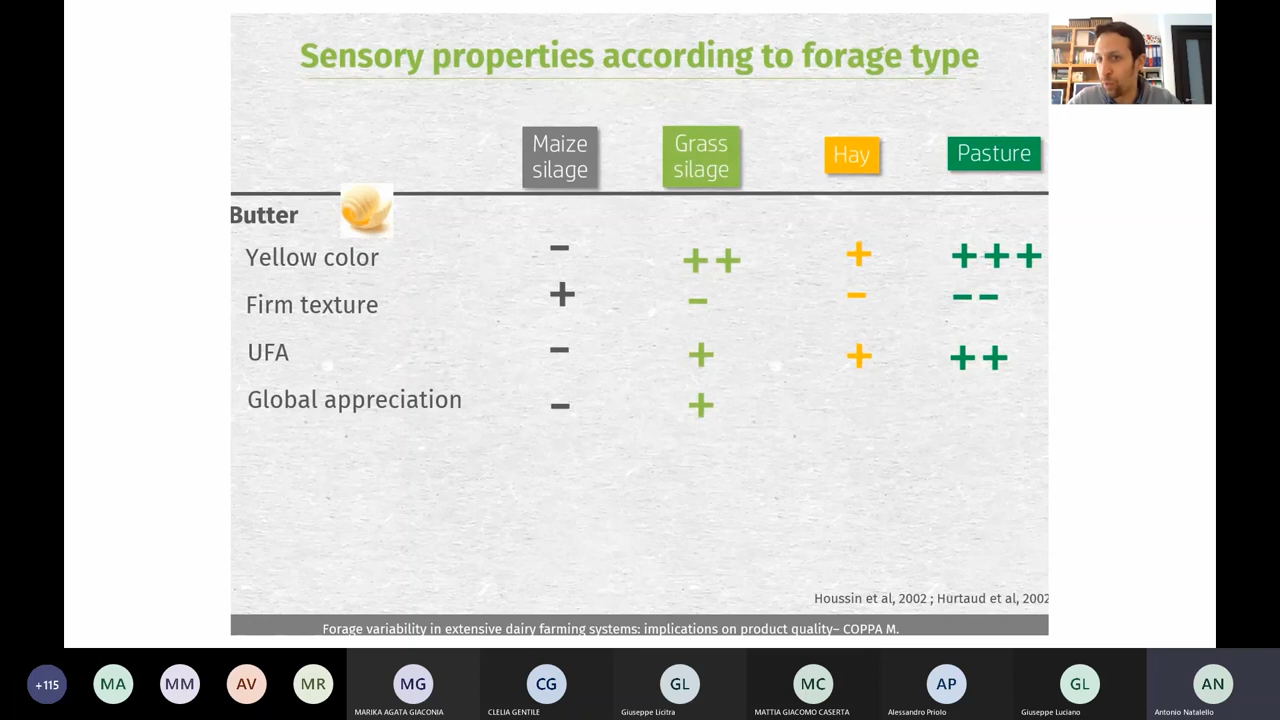 Sensory properties according to forage type
Maize silage
Grass silage
Hay
Pasture
Butter
Yellow color - ++ + +++
Firm texture + - - --
UFA - + + ++
Global appreciation - +
Houssin et al, 2002 ; Hurtaud et al, 2002
Forage variability in extensive dairy farming systems: implications on product quality– COPPA M.
+115
MA
MM
AV
MR
MG
CG
GL
MC
AP
GL
AN
MARIKA AGATA GIACONIA
CLELIA GENTILE
Giuseppe Licitra
MATTIA GIACOMO CASERTA
Alessandro Priolo
Giuseppe Luciano
Antonio Natalello